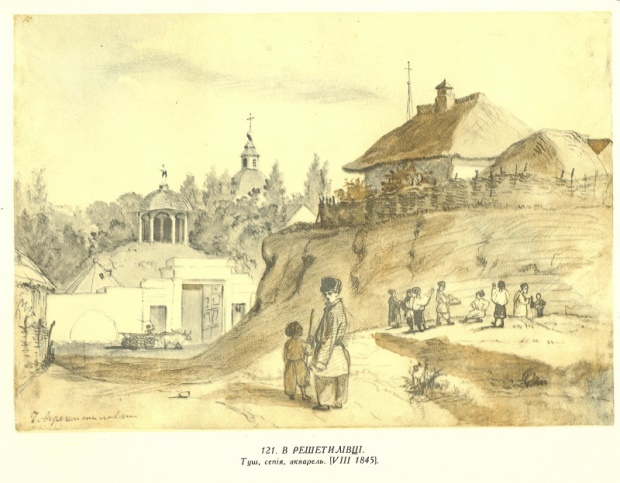 121. В РЕШЕТИЛІВЦІ.
Туш, сепія, акварель. [VIII 1845].